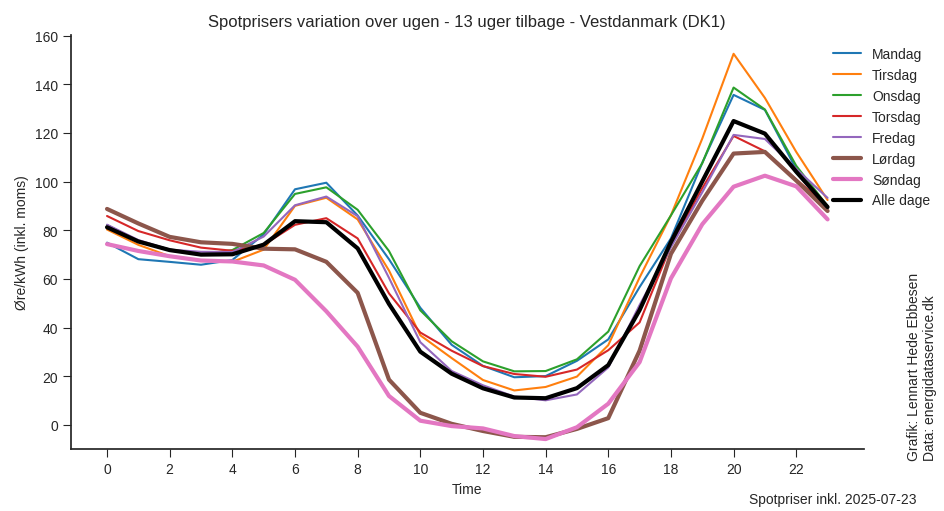 Spotprisers variation over ugen - 13 uger tilbage - Vestdanmark (DK1)
Øre/kWh (inkl. moms)
160
140
120
100
80
60
40
20
0
0
2
4
6
8
10
12
14
16
18
20
22
Time
Mandag
Tirsdag
Onsdag
Torsdag
Fredag
Lørdag
Søndag
Alle dage
Grafik: Lennart Hede Ebbesen
Data: energidataservice.dk
Spotpriser inkl. 2025-07-23